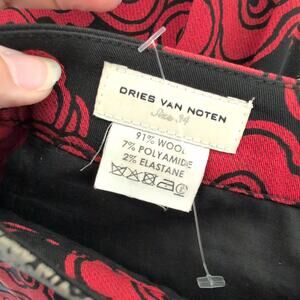 DRIES VAN NOTEN
Size 34
91% WOOL
7% POLYAMIDE
2% ELASTANE